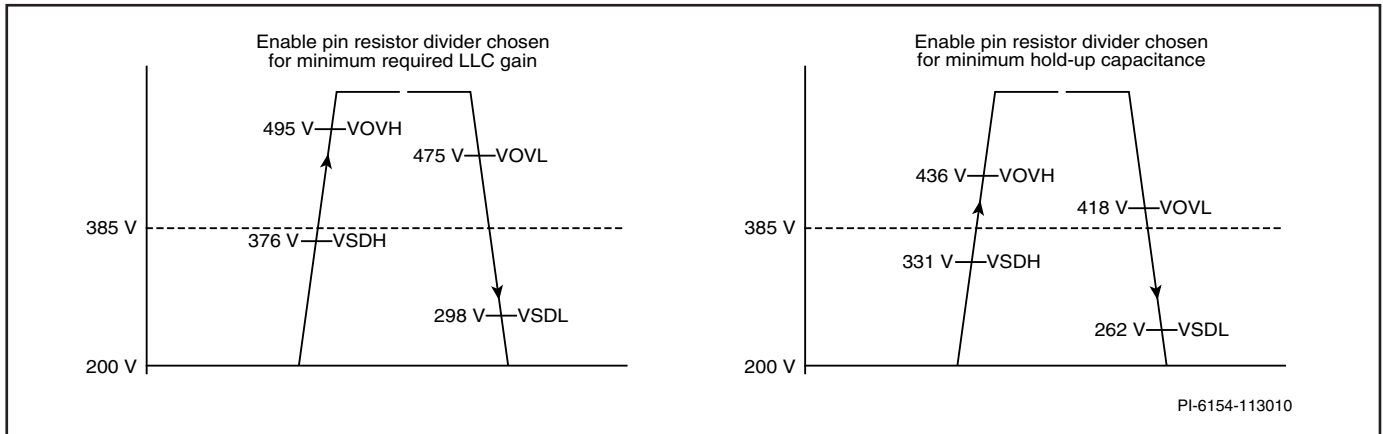 Enable pin resistor divider chosen
for minimum required LLC gain
495 V VOVH
475 V VOVL
385 V
376 V VSDH
298 V VSDL
200 V
Enable pin resistor divider chosen
for minimum hold-up capacitance
436 V VOVH
418 V VOVL
385 V
331 V VSDH
262 V VSDL
200 V
PI-6154-113010